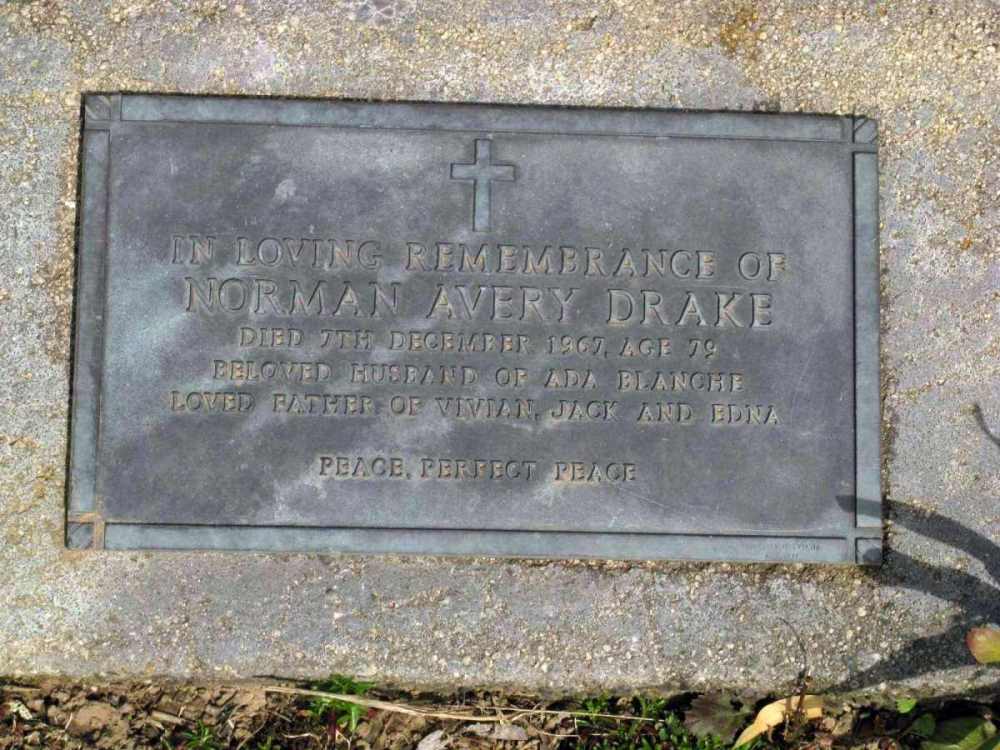 IN LOVING REMEMBRANCE OF
NORMAN AVERY DRAKE
DIED 7TH DECEMBER 1967, AGE 79
BELOVED HUSBAND OF ADA BLANCHE
LOVED FATHER OF VIVIAN, JACK AND EDNA
PEACE, PERFECT PEACE